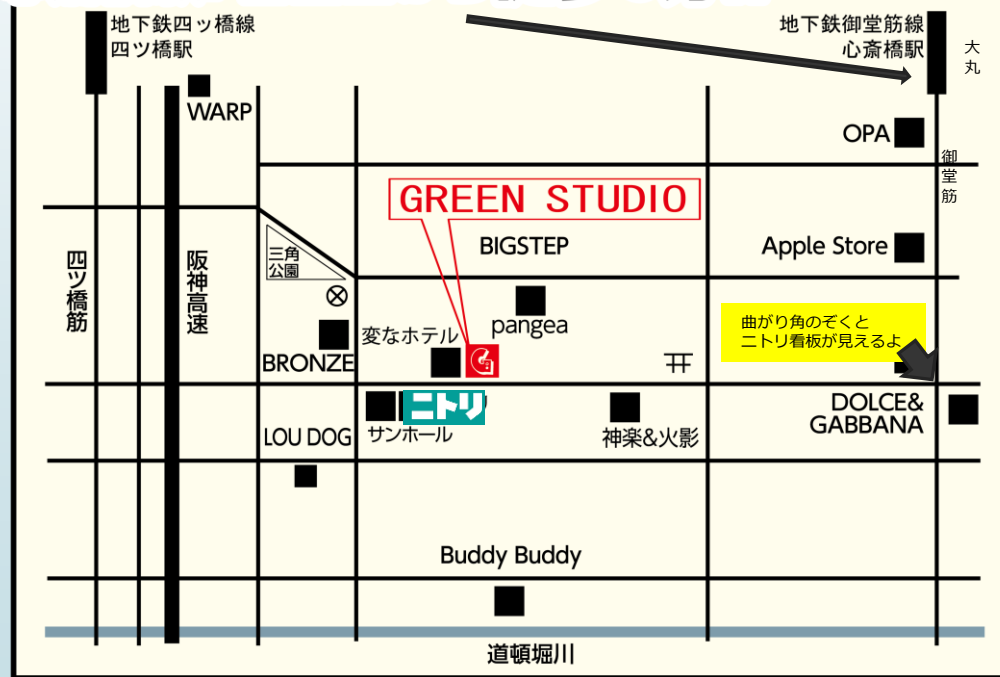 地下鉄四ッ橋線
四ツ橋駅
地下鉄御堂筋線
心斎橋駅
大丸
WARP
OPA
御堂筋
GREEN STUDIO
BIGSTEP
Apple Store
三角
公園
四ツ橋筋
阪神高速
pangea
変なホテル
曲がり角のぞくと
ニトリ看板が見えるよ
BRONZE
ニトリ
DOLCE&
GABBANA
LOU DOG
サンホール
神楽&火影
Buddy Buddy
道頓堀川